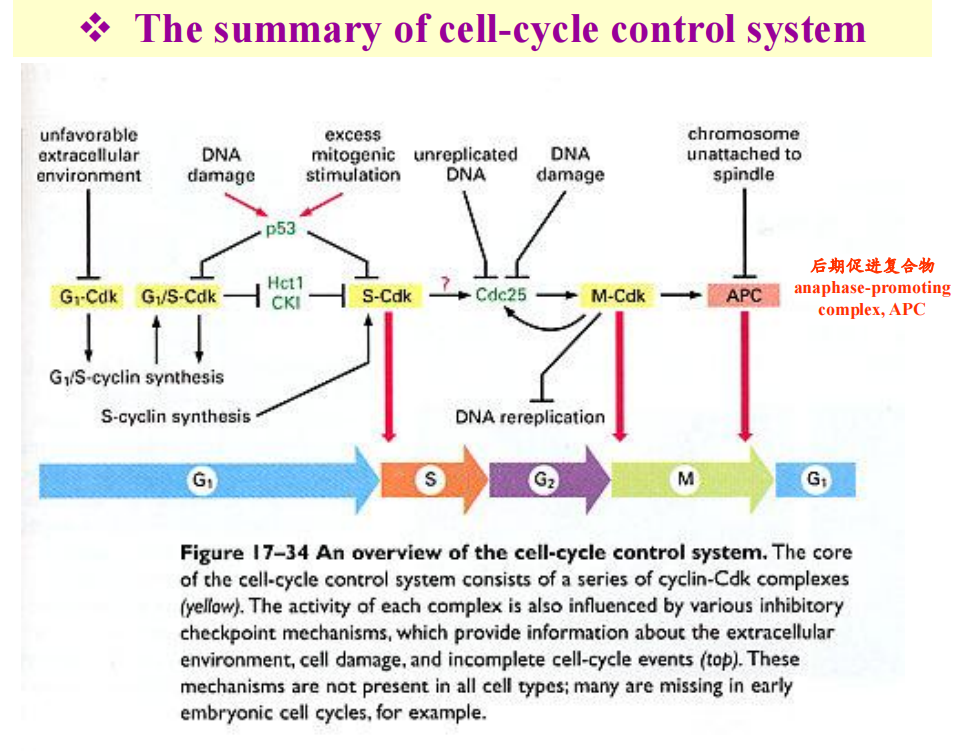 ❖ The summary of cell-cycle control system
unfavorable
extracellular
environment
DNA
damage
excess
mitogenic
stimulation
unreplicated
DNA
DNA
damage
chromosome
unattached to
spindle
p53
G₁-Cdk
G₁/S-Cdk
Hct1
CKI
S-Cdk
?
Cdc25
M-Cdk
APC
后期促进复合物
anaphase-promoting
complex, APC
G₁/S-cyclin synthesis
S-cyclin synthesis
DNA rereplication
G₁
S
G₂
M
G₁
Figure 17–34 An overview of the cell-cycle control system. The core
of the cell-cycle control system consists of a series of cyclin-Cdk complexes
(yellow). The activity of each complex is also influenced by various inhibitory
checkpoint mechanisms, which provide information about the extracellular
environment, cell damage, and incomplete cell-cycle events (top). These
mechanisms are not present in all cell types; many are missing in early
embryonic cell cycles, for example.